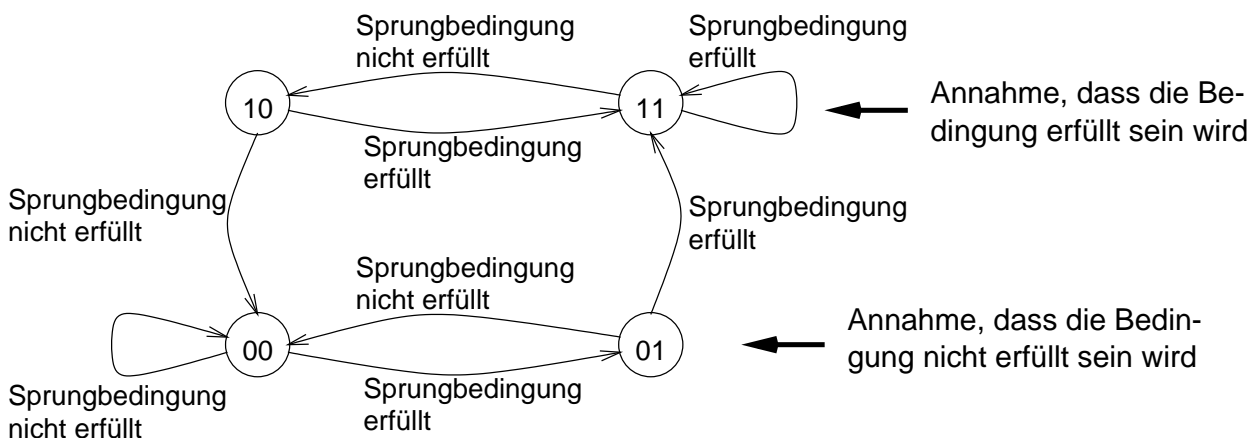 Sprungbedingung
nicht erfüllt
Sprungbedingung
erfüllt
10
11
Annahme, dass die Be-
dingung erfüllt sein wird
Sprungbedingung
erfüllt
Sprungbedingung
nicht erfüllt
Sprungbedingung
erfüllt
Sprungbedingung
nicht erfüllt
Annahme, dass die Bedin-
gung nicht erfüllt sein wird
00
01
Sprungbedingung
nicht erfüllt
Sprungbedingung
erfüllt